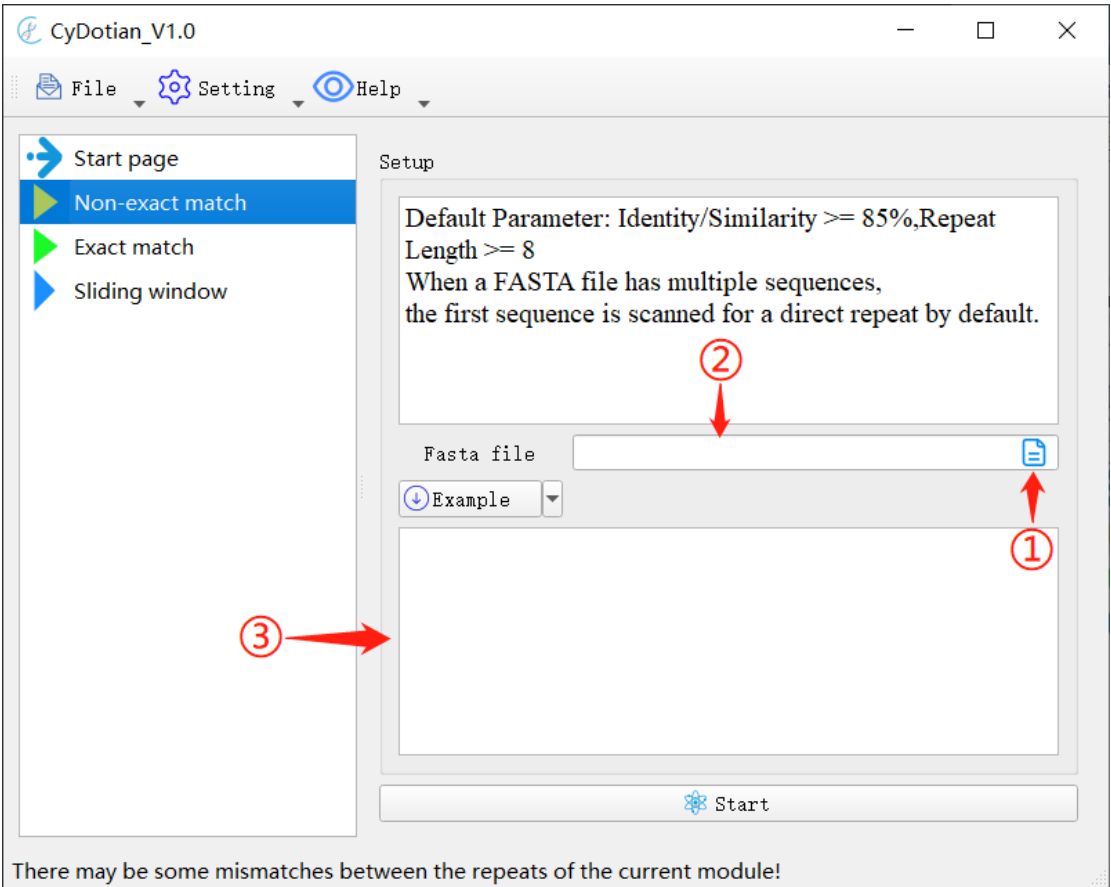 CyDotian_V1.0
File Setting Help
Start page
Non-exact match
Exact match
Sliding window
Setup
Default Parameter: Identity/Similarity >= 85%,Repeat
Length >= 8
When a FASTA file has multiple sequences,
the first sequence is scanned for a direct repeat by default.
②
Fasta file
①
Example
③
Start
There may be some mismatches between the repeats of the current module!